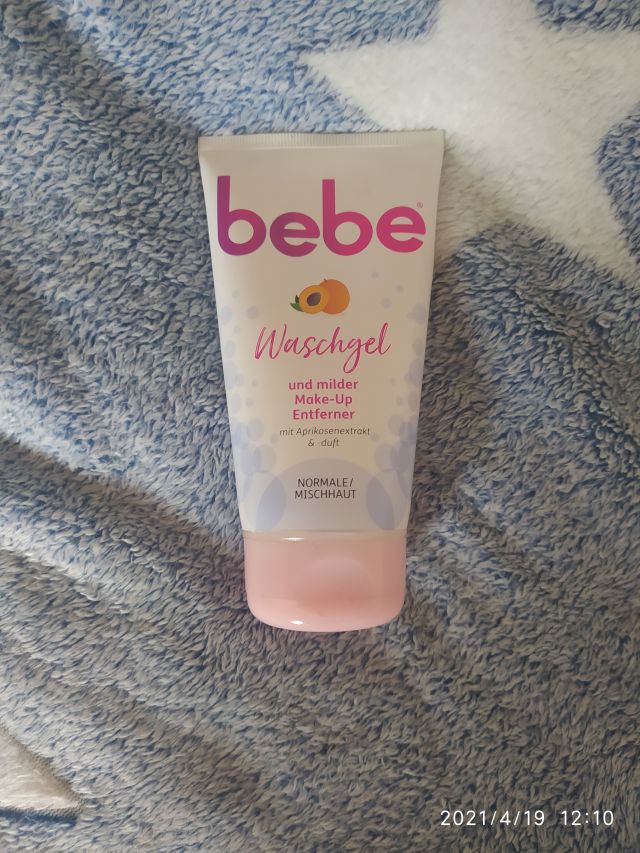 bebe®
Waschgel
und milder
Make-Up
Entferner
mit Aprikosenextrakt
& -duft
NORMALE/
MISCHHAUT
2021/4/19 12:10